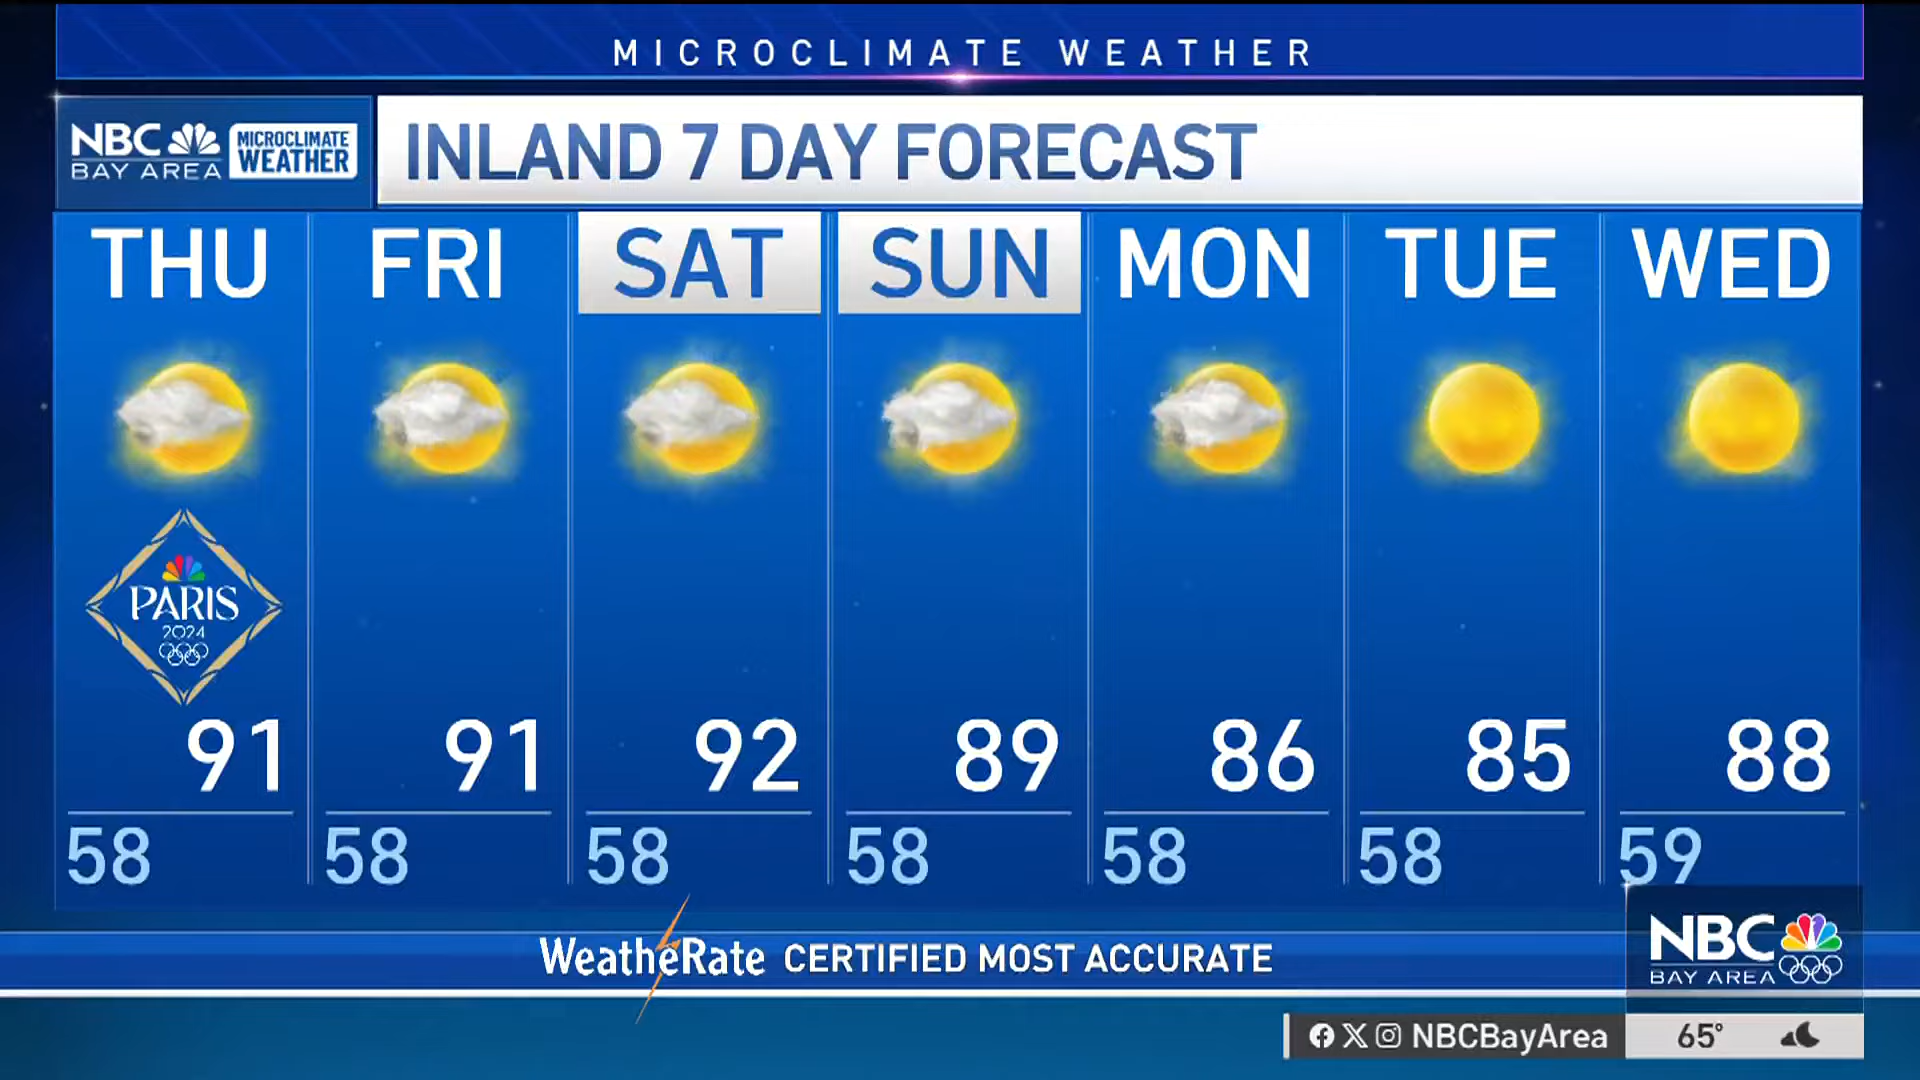 MICROCLIMATE WEATHER
NBC
BAY AREA
MICROCLIMATE
WEATHER
INLAND 7 DAY FORECAST
THU FRI SAT SUN MON TUE WED
PARIS
2024
91 91 92 89 86 85 88
58 58 58 58 58 58 59
WeatheRate CERTIFIED MOST ACCURATE
NBC
BAY AREA
NBCBayArea 65°